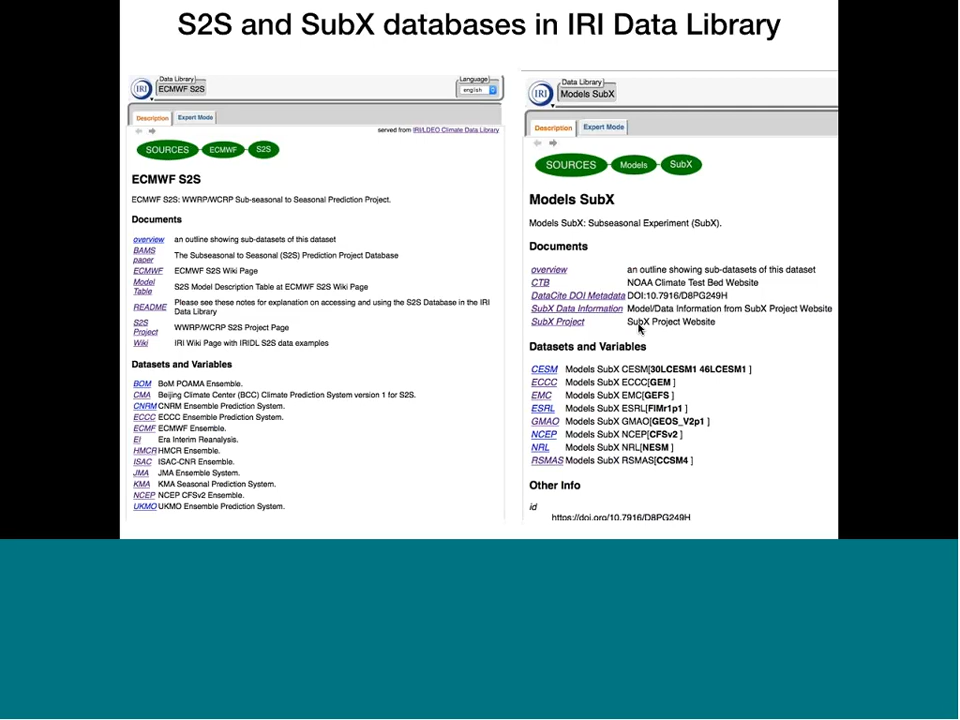 S2S and SubX databases in IRI Data Library
IRI
Data Library
ECMWF S2S
Language
english
Description
Expert Mode
served from IRI/LDEO Climate Data Library
SOURCES ECMWF S2S
ECMWF S2S
ECMWF S2S: WWRP/WCRP Sub-seasonal to Seasonal Prediction Project.
Documents
overview an outline showing sub-datasets of this dataset
BAMS paper The Subseasonal to Seasonal (S2S) Prediction Project Database
ECMWF ECMWF S2S Wiki Page
Model Table S2S Model Description Table at ECMWF S2S Wiki Page
README Please see these notes for explanation on accessing and using the S2S Database in the IRI
Data Library
S2S Project WWRP/WCRP S2S Project Page
Wiki IRI Wiki Page with IRIDL S2S data examples
Datasets and Variables
BOM BoM POAMA Ensemble.
CMA Beijing Climate Center (BCC) Climate Prediction System version 1 for S2S.
CNRM CNRM Ensemble Prediction System.
ECCC ECCC Ensemble Prediction System.
ECMF ECMWF Ensemble.
EI Era Interim Reanalysis.
HMCR HMCR Ensemble.
ISAC ISAC-CNR Ensemble.
JMA JMA Ensemble System.
KMA KMA Seasonal Prediction System.
NCEP NCEP CFSv2 Ensemble.
UKMO UKMO Ensemble Prediction System.
IRI
Data Library
Models SubX
Description
Expert Mode
SOURCES Models SubX
Models SubX
Models SubX: Subseasonal Experiment (SubX).
Documents
overview an outline showing sub-datasets of this dataset
CTB NOAA Climate Test Bed Website
DataCite DOI Metadata DOI:10.7916/D8PG249H
SubX Data Information Model/Data Information from SubX Project Website
SubX Project SubX Project Website
Datasets and Variables
CESM Models SubX CESM[30LCESM1 46LCESM1 ]
ECCC Models SubX ECCC[GEM ]
EMC Models SubX EMC[GEFS ]
ESRL Models SubX ESRL[FIMr1p1 ]
GMAO Models SubX GMAO[GEOS_V2p1 ]
NCEP Models SubX NCEP[CFSv2 ]
NRL Models SubX NRL[NESM ]
RSMAS Models SubX RSMAS[CCSM4 ]
Other Info
id
https://doi.org/10.7916/D8PG249H